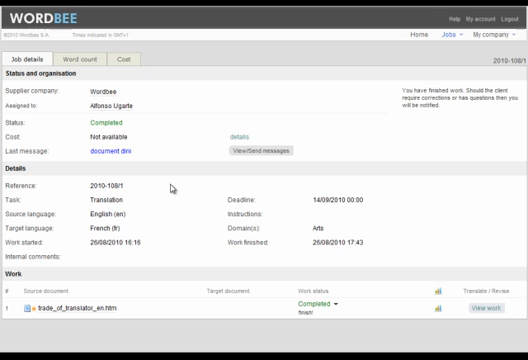 WORDBEE
Help My account Logout
©2010 Wordbee S.A. Times indicated in GMT+1
Home Jobs My company
Job details Word count Cost
2010-108/1
Status and organisation
Supplier company: Wordbee
Assigned to: Alfonso Ugarte
You have finished work. Should the client
require corrections or has questions then you
will be notified.
Status: Completed
Cost: Not available details
Last message: document dini View/Send messages
Details
Reference: 2010-108/1
Task: Translation Deadline: 14/09/2010 00:00
Source language: English (en) Instructions:
Target language: French (fr) Domain(s): Arts
Work started: 26/08/2010 16:16 Work finished: 26/08/2010 17:43
Internal comments:
Work
# Source document Target document Work status Translate / Revise
1 trade_of_translator_en.htm Completed View work
finish!